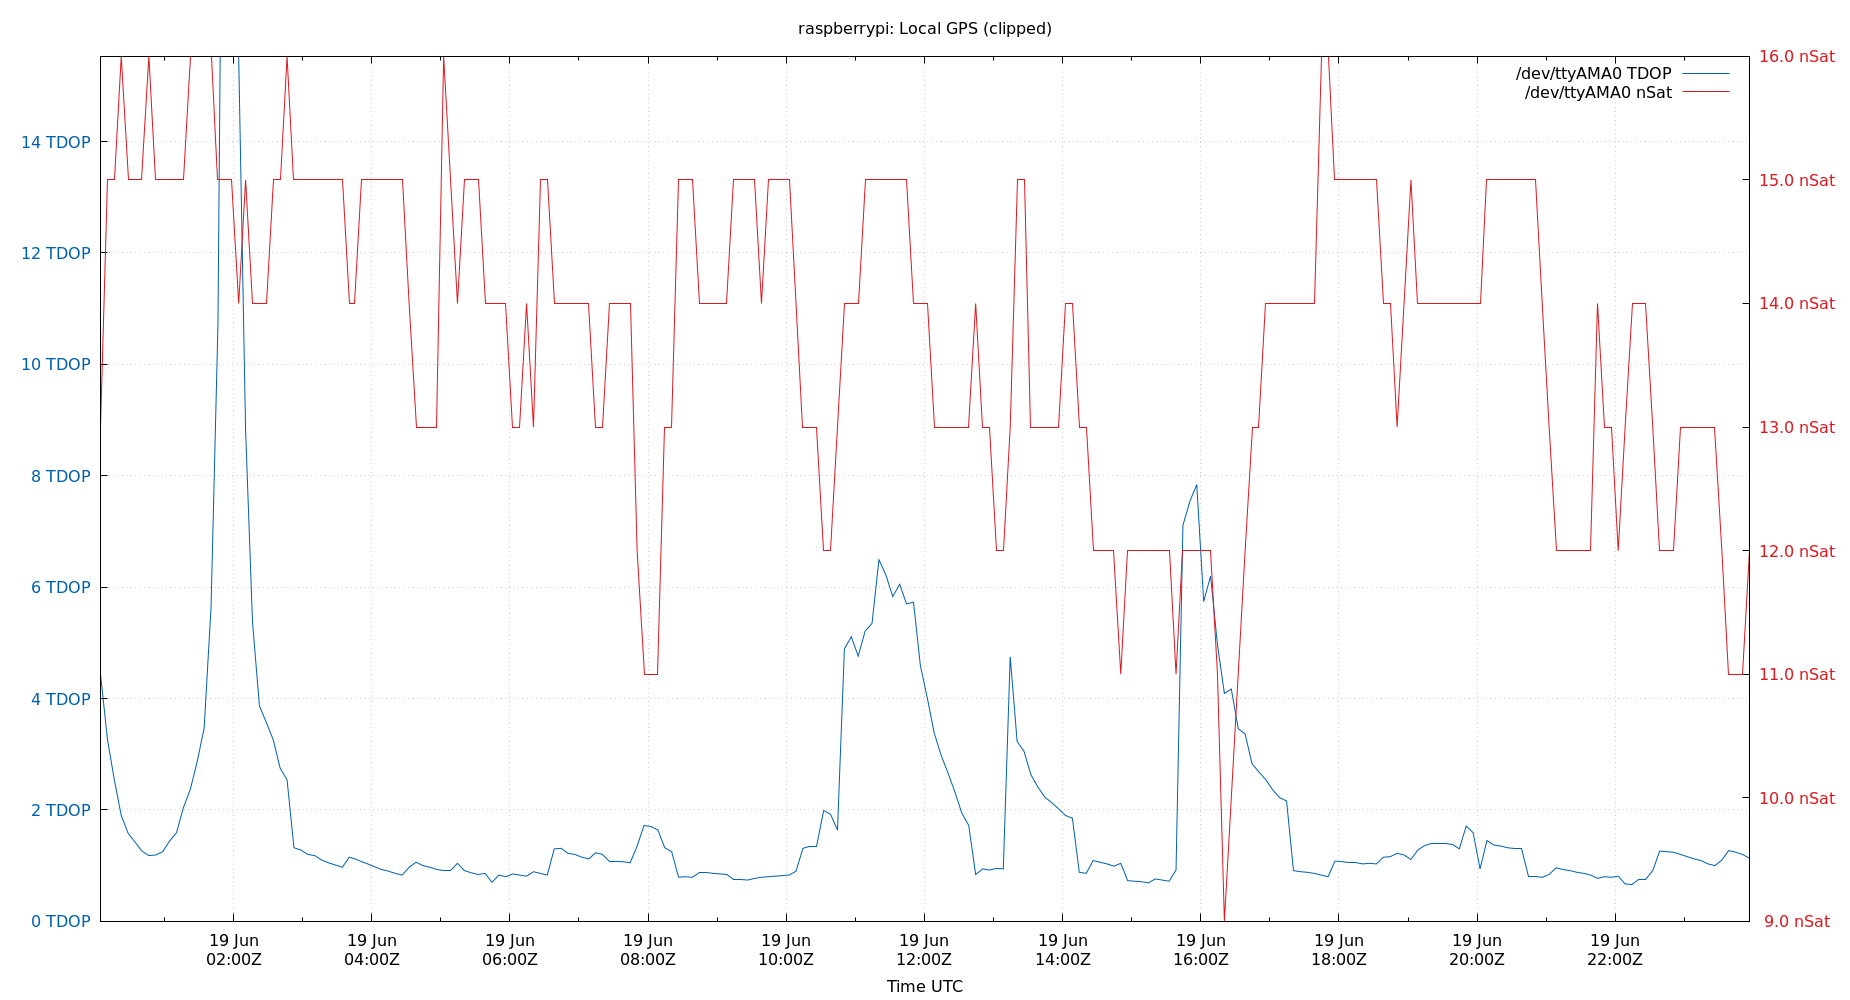 raspberrypi: Local GPS (clipped)
/dev/ttyAMA0 TDOP
/dev/ttyAMA0 nSat
14 TDOP
12 TDOP
10 TDOP
8 TDOP
6 TDOP
4 TDOP
2 TDOP
0 TDOP
16.0 nSat
15.0 nSat
14.0 nSat
13.0 nSat
12.0 nSat
11.0 nSat
10.0 nSat
9.0 nSat
19 Jun
02:00Z
19 Jun
04:00Z
19 Jun
06:00Z
19 Jun
08:00Z
19 Jun
10:00Z
19 Jun
12:00Z
19 Jun
14:00Z
19 Jun
16:00Z
19 Jun
18:00Z
19 Jun
20:00Z
19 Jun
22:00Z
Time UTC